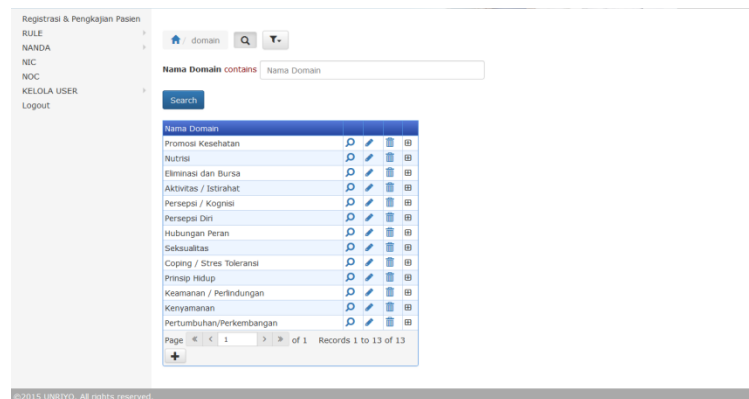 Registrasi & Pengkajian Pasien
RULE
NANDA
NIC
NOC
KELOLA USER
Logout
/ domain
Nama Domain contains Nama Domain
Search
Nama Domain
Promosi Kesehatan
Nutrisi
Eliminasi dan Bursa
Aktivitas / Istirahat
Persepsi / Kognisi
Persepsi Diri
Hubungan Peran
Seksualitas
Coping / Stres Toleransi
Prinsip Hidup
Keamanan / Perlindungan
Kenyamanan
Pertumbuhan/Perkembangan
Page « < 1 > » of 1 Records 1 to 13 of 13
©2015 UNRIYO. All rights reserved.